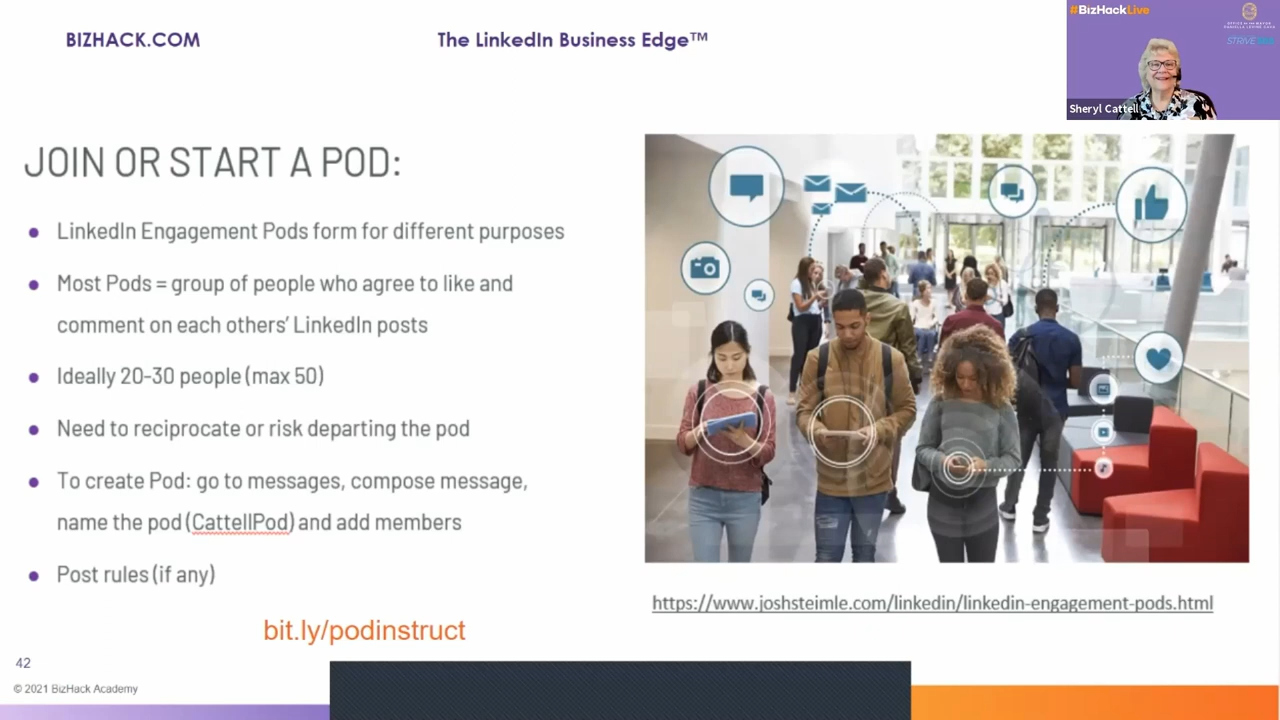 BIZHACK.COM
The LinkedIn Business Edge™
#BizHackLive
Sheryl Cattell
JOIN OR START A POD:
LinkedIn Engagement Pods form for different purposes
Most Pods = group of people who agree to like and
comment on each others’ LinkedIn posts
Ideally 20-30 people (max 50)
Need to reciprocate or risk departing the pod
To create Pod: go to messages, compose message,
name the pod (CattellPod) and add members
Post rules (if any)
https://www.joshsteimle.com/linkedin/linkedin-engagement-pods.html
bit.ly/podinstruct
42
© 2021 BizHack Academy